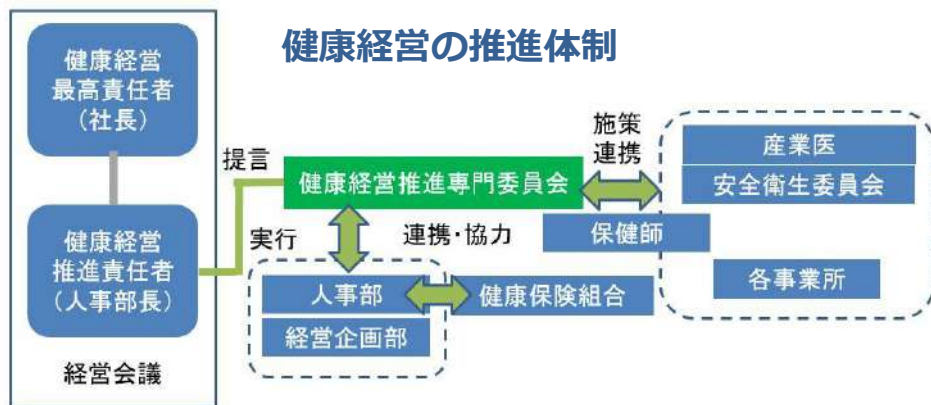 健康経営の推進体制
健康経営
最高責任者
（社長）
健康経営
推進責任者
（人事部長）
経営会議
提言
健康経営推進専門委員会
施策
連携
産業医
安全衛生委員会
保健師
各事業所
実行
連携・協力
人事部
健康保険組合
経営企画部